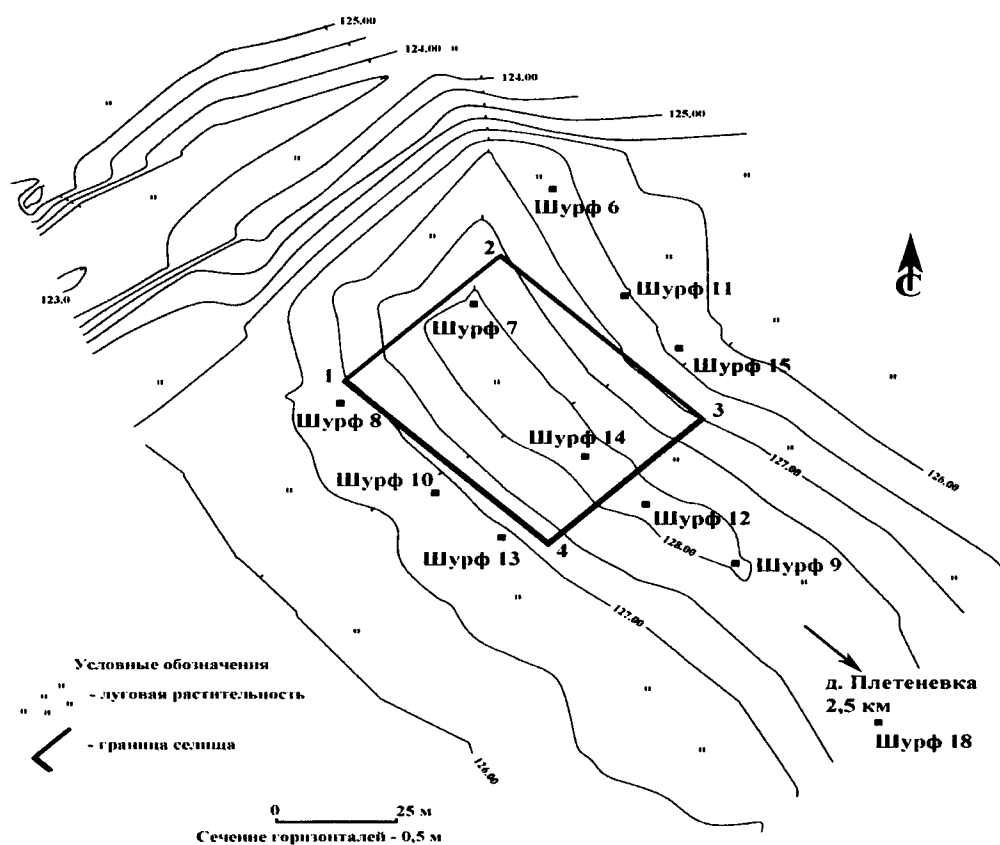 125.00
124.00
124.00
125.00
Шурф 6
2
С
Шурф 11
123.0
Шурф 7
Шурф 15
1
Шурф 8
3
Шурф 14
127.00
126.00
Шурф 10
Шурф 12
Шурф 13
4
128.00
Шурф 9
127.00
Условные обозначения
- луговая растительность
д. Плетеневка
2,5 км
Шурф 18
- граница селища
126.00
0 25 м
Сечение горизонталей - 0,5 м